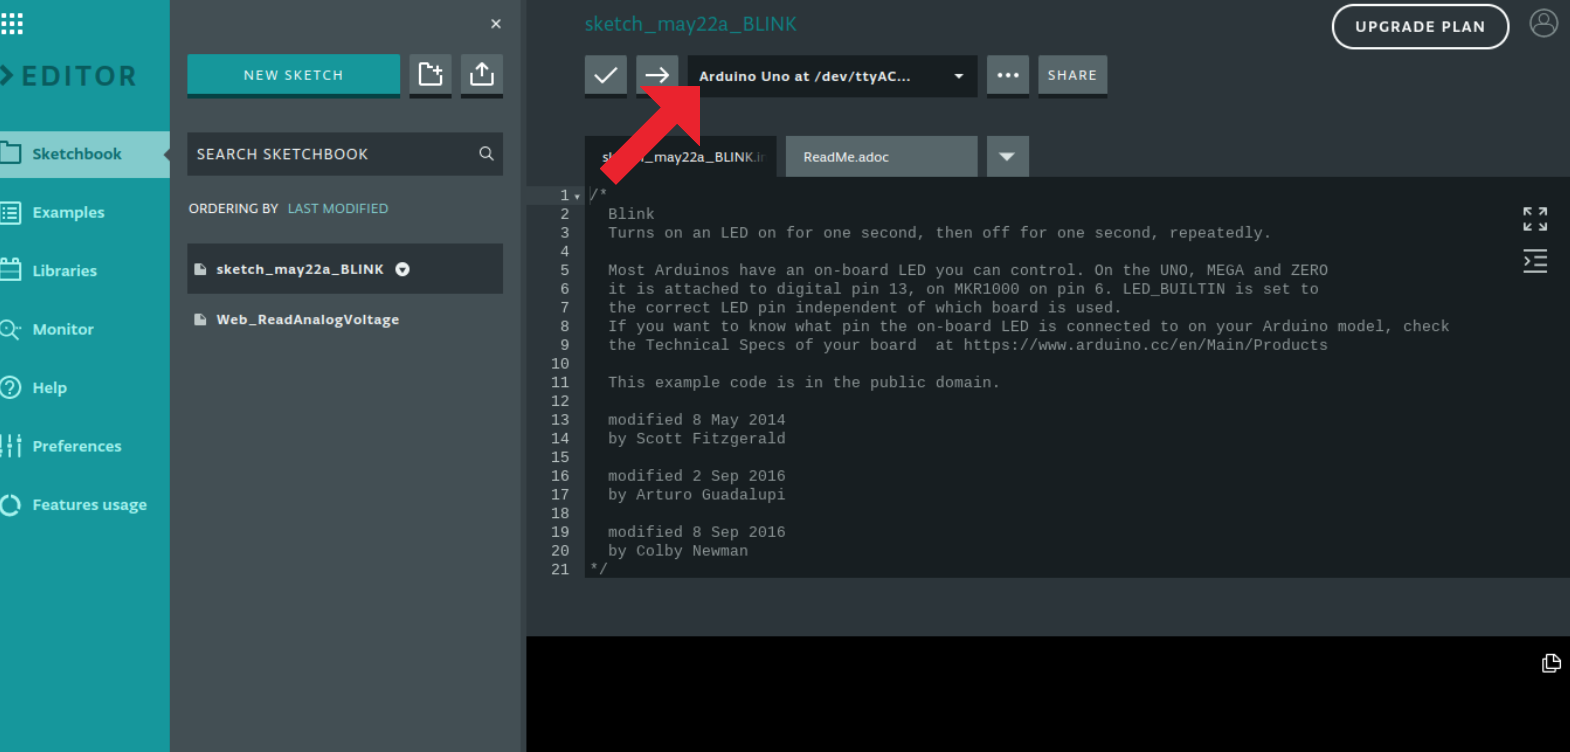 EDITOR
Sketchbook
Examples
Libraries
Monitor
Help
Preferences
Features usage
NEW SKETCH
SEARCH SKETCHBOOK
ORDERING BY LAST MODIFIED
sketch_may22a_BLINK
Web_ReadAnalogVoltage
sketch_may22a_BLINK
UPGRADE PLAN
Arduino Uno at /dev/ttyAC...
SHARE
_may22a_BLINK.i
ReadMe.adoc
1 /*
2 Blink
3 Turns on an LED on for one second, then off for one second, repeatedly.
4
5 Most Arduinos have an on-board LED you can control. On the UNO, MEGA and ZERO
6 it is attached to digital pin 13, on MKR1000 on pin 6. LED_BUILTIN is set to
7 the correct LED pin independent of which board is used.
8 If you want to know what pin the on-board LED is connected to on your Arduino model, check
9 the Technical Specs of your board  at https://www.arduino.cc/en/Main/Products
10
11 This example code is in the public domain.
12
13 modified 8 May 2014
14 by Scott Fitzgerald
15
16 modified 2 Sep 2016
17 by Arturo Guadalupi
18
19 modified 8 Sep 2016
20 by Colby Newman
21 */